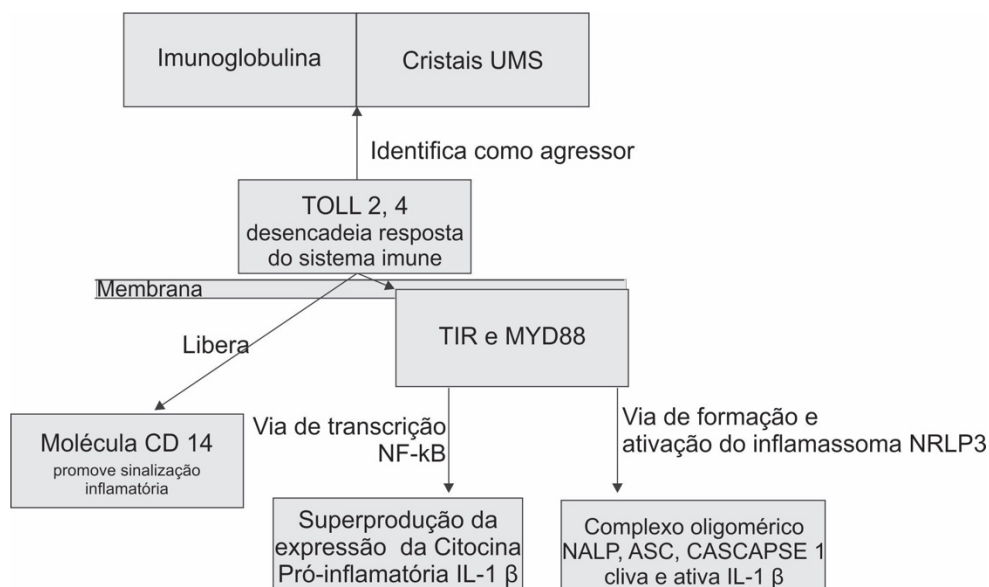 Imunoglobulina
Cristais UMS
Identifica como agressor
TOLL 2, 4
desencadeia resposta
do sistema imune
Membrana
TIR e MYD88
Libera
Molécula CD 14
promove sinalização
inflamatória
Via de transcrição
NF-kB
Via de formação e
ativação do inflamassoma NRLP3
Superprodução da
expressão da Citocina
Pró-inflamatória IL-1 β
Complexo oligomérico
NALP, ASC, CASCAPSE 1
cliva e ativa IL-1 β